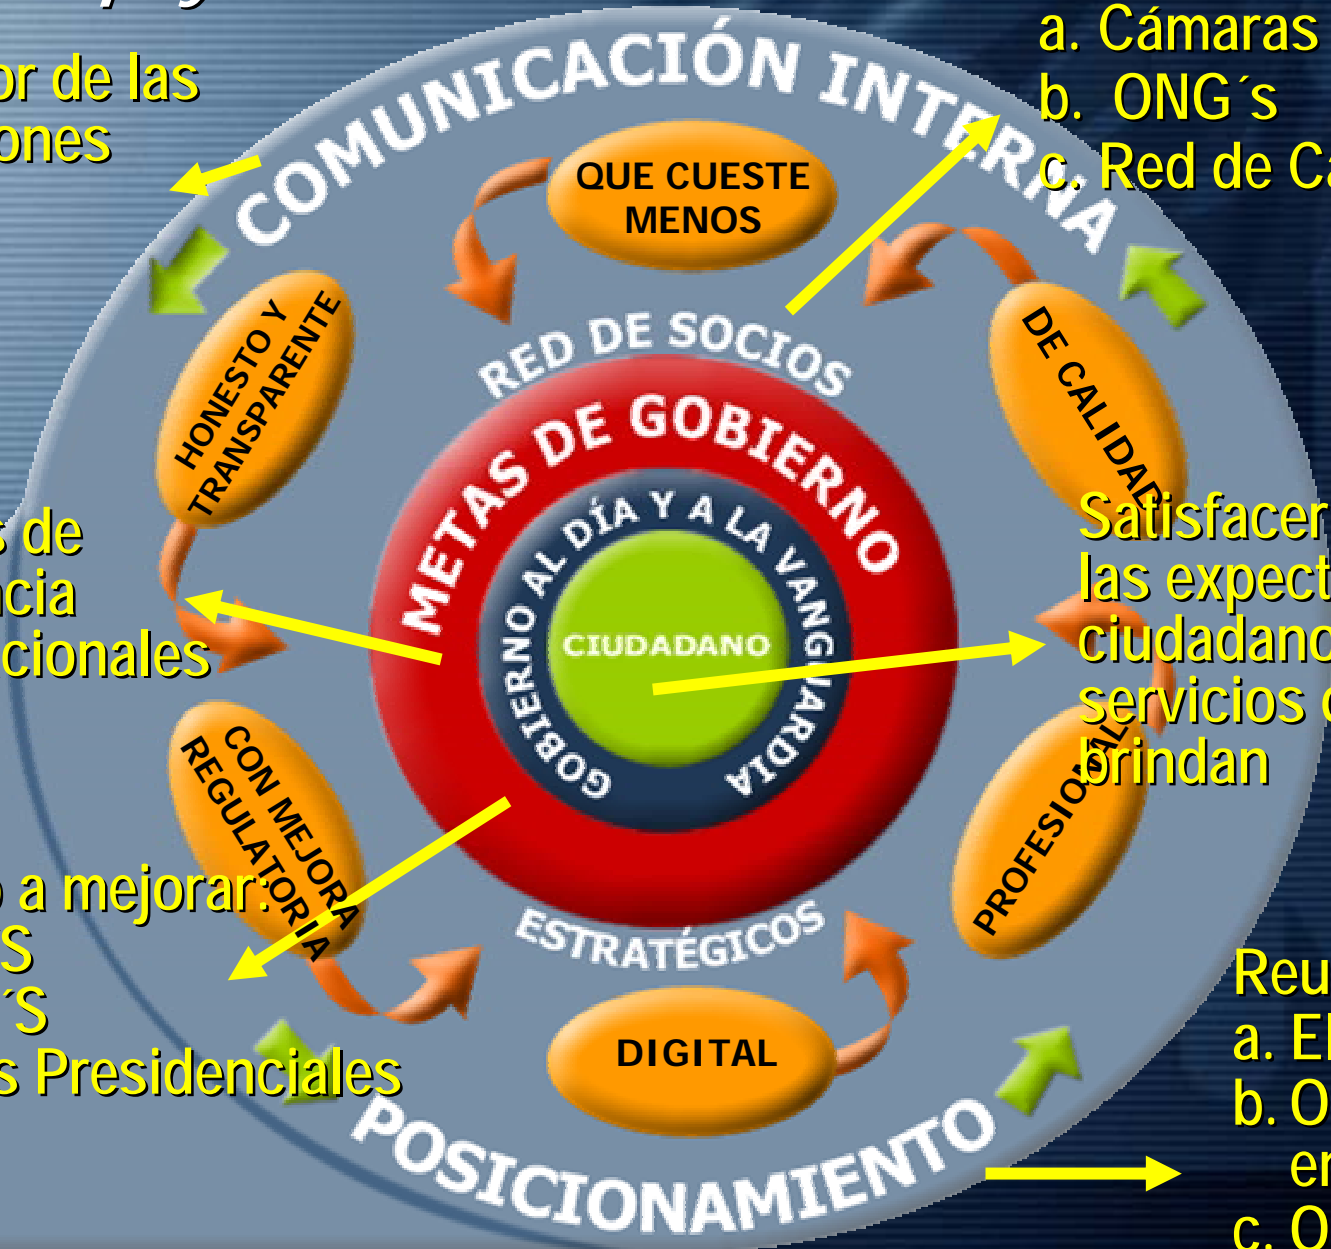 or de las
ones
a. Cámaras
b. ONG´s
c. Red de Ca
COMUNICACIÓN INTERNA
QUE CUESTE
MENOS
HONESTO Y
TRANSPARENTE
DE CALIDAD
RED DE SOCIOS
METAS DE GOBIERNO
GOBIERNO AL DÍA Y A LA VANGUARDIA
CIUDADANO
s de
ncia
cionales
Satisfacer
las expect
ciudadano
servicios
brindan
CON MEJORA
REGULATORIA
PROFESIONAL
o a mejorar:
S
´S
s Presidenciales
ESTRATÉGICOS
DIGITAL
POSICIONAMIENTO
Reu
a. El
b. O
en
c. O